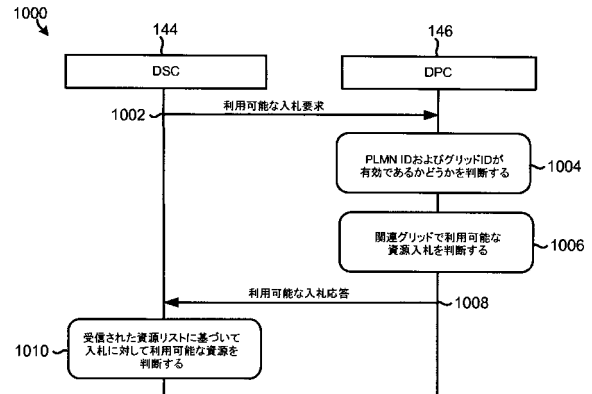 1000
144
146
DSC
DPC
1002
利用可能な入札要求
PLMN IDおよびグリッドIDが
有効であるかどうかを判断する
1004
関連グリッドで利用可能な
資源入札を判断する
1006
利用可能な入札応答
1008
受信された資源リストに基づいて
入札に対して利用可能な資源を
判断する
1010